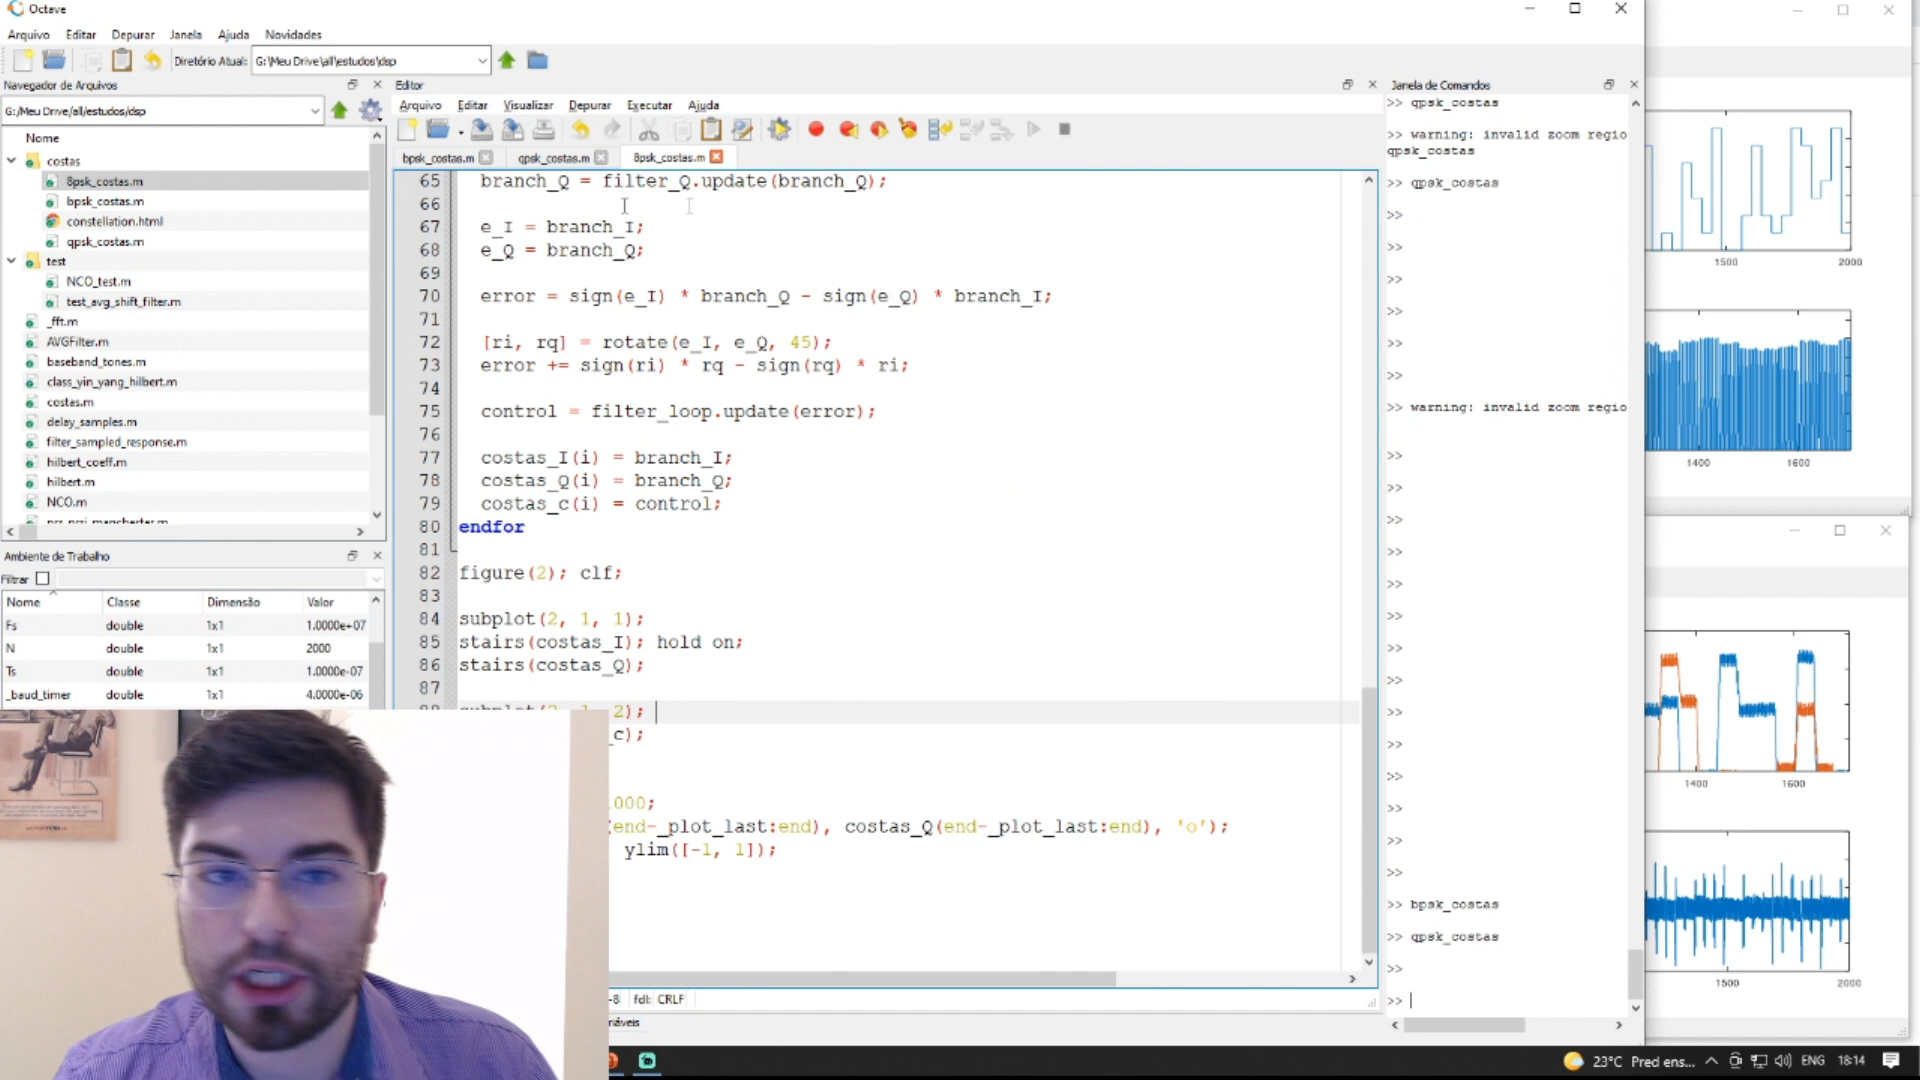 Octave
Arquivo Editar Depurar Janela Ajuda Novidades
Diretório Atual: G:\Meu Drive\all\estudos\dsp
Navegador de Arquivos
G:/Meu Drive/all/estudos/dsp
Nome
costas
8psk_costas.m
bpsk_costas.m
constellation.html
qpsk_costas.m
test
NCO_test.m
test_avg_shift_filter.m
_fft.m
AVGFilter.m
baseband_tones.m
class_yin_yang_hilbert.m
costas.m
delay_samples.m
filter_sampled_response.m
hilbert_coeff.m
hilbert.m
NCO.m
Ambiente de Trabalho
Filtrar
Nome Classe Dimensão Valor
Fs double 1x1 1.0000e+07
N double 1x1 2000
Ts double 1x1 1.0000e-07
_baud_timer double 1x1 4.0000e-06
Editor
Arquivo Editar Visualizar Depurar Executar Ajuda
bpsk_costas.m qpsk_costas.m 8psk_costas.m
65 branch_Q = filter_Q.update(branch_Q);
66
67 e_I = branch_I;
68 e_Q = branch_Q;
69
70 error = sign(e_I) * branch_Q - sign(e_Q) * branch_I;
71
72 [ri, rq] = rotate(e_I, e_Q, 45);
73 error += sign(ri) * rq - sign(rq) * ri;
74
75 control = filter_loop.update(error);
76
77 costas_I(i) = branch_I;
78 costas_Q(i) = branch_Q;
79 costas_c(i) = control;
80 endfor
81
82 figure(2); clf;
83
84 subplot(2, 1, 1);
85 stairs(costas_I); hold on;
86 stairs(costas_Q);
87
88 subplot(2, 1, 2);
_c);
000;
(end-_plot_last:end), costas_Q(end-_plot_last:end), 'o');
ylim([-1, 1]);
-8 fdl: CRLF
riáveis
Janela de Comandos
>> qpsk_costas
>> warning: invalid zoom regio
qpsk_costas
>> qpsk_costas
>>
>>
>>
>>
>>
>>
>> warning: invalid zoom regio
>>
>>
>>
>>
>>
>>
>>
>>
>>
>>
>>
>>
>>
>>
>> bpsk_costas
>> qpsk_costas
>>
>>
1500 2000
1400 1600
1400 1600
1500 2000
23°C Pred ens... ENG 18:14